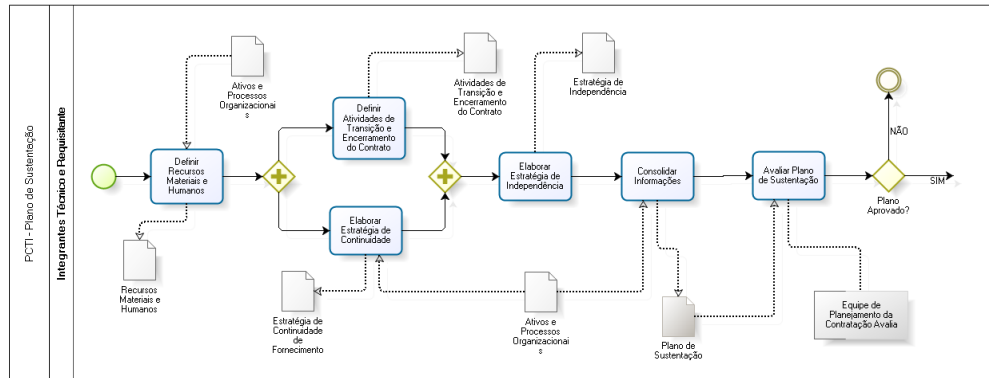 PCTI - Plano de Sustentação
Integrantes Técnico e Requisitante
Ativos e
Processos
Organizacionai
s
Definir
Recursos
Materiais e
Humanos
Recursos
Materiais e
Humanos
Definir
Atividades de
Transição e
Encerramento
do Contrato
Atividades de
Transição e
Encerramento
do Contrato
Elaborar
Estratégia de
Continuidade
Estratégia de
Continuidade
de
Fornecimento
Elaborar
Estratégia de
Independência
Estratégia de
Independência
Ativos e
Processos
Organizacionai
s
Consolidar
Informações
Plano de
Sustentação
Avaliar Plano
de Sustentação
Equipe de
Planejamento da
Contratação Avalia
NÃO
SIM
Plano
Aprovado?